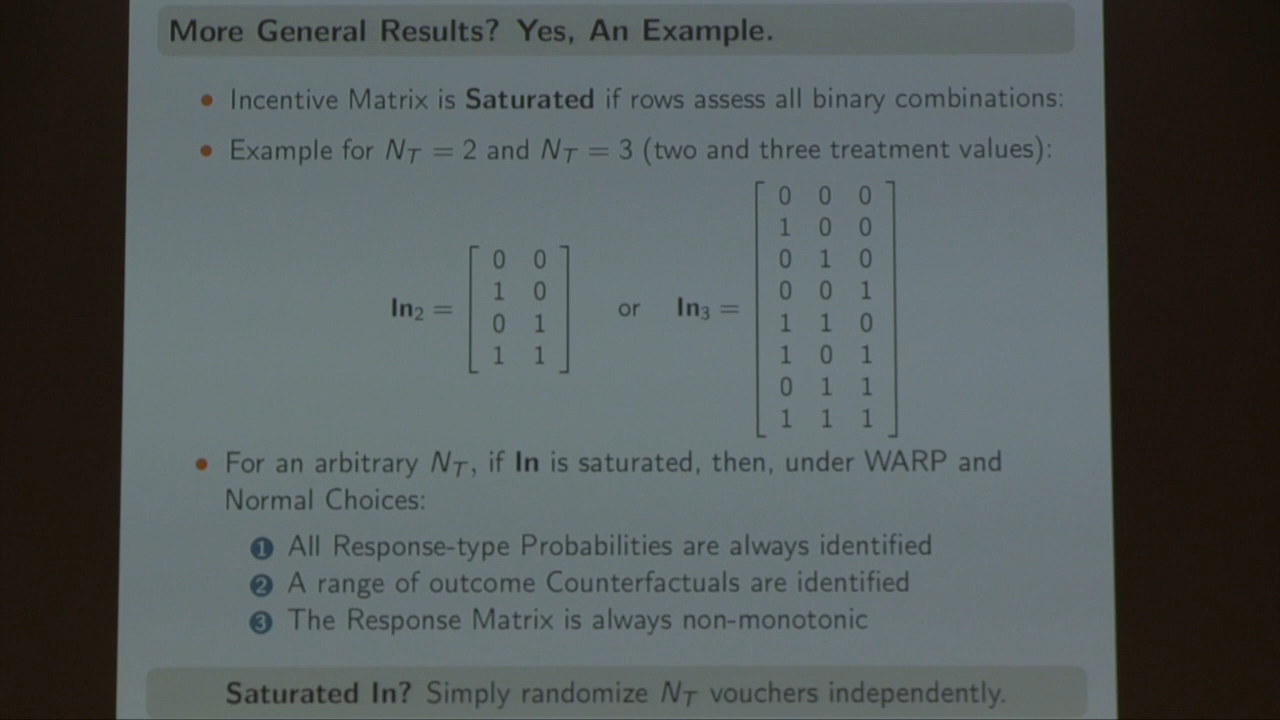 More General Results? Yes, An Example.
• Incentive Matrix is Saturated if rows assess all binary combinations:
• Example for N_T = 2 and N_T = 3 (two and three treatment values):
In₂ =
0 0
1 0
0 1
1 1
or
In₃ =
0 0 0
1 0 0
0 1 0
0 0 1
1 1 0
1 0 1
0 1 1
1 1 1
• For an arbitrary N_T, if In is saturated, then, under WARP and
Normal Choices:
1 All Response-type Probabilities are always identified
2 A range of outcome Counterfactuals are identified
3 The Response Matrix is always non-monotonic
Saturated In? Simply randomize N_T vouchers independently.